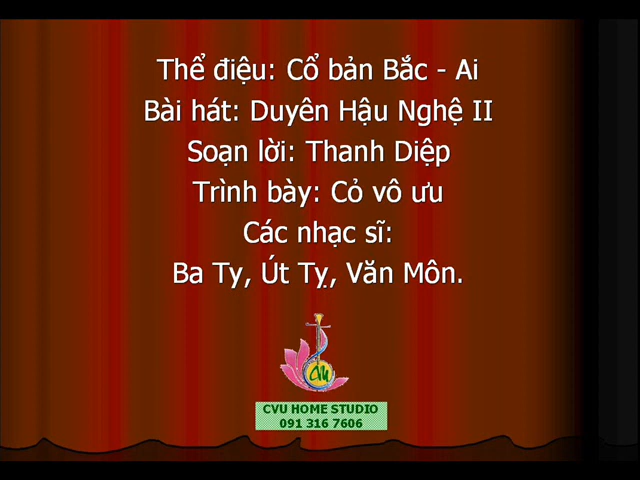 Thể điệu: Cổ bản Bắc - Ai
Bài hát: Duyên Hậu Nghệ II
Soạn lời: Thanh Diệp
Trình bày: Cỏ vô ưu
Các nhạc sĩ:
Ba Ty, Út Tỵ, Văn Môn.
CVU
CVU HOME STUDIO
091 316 7606